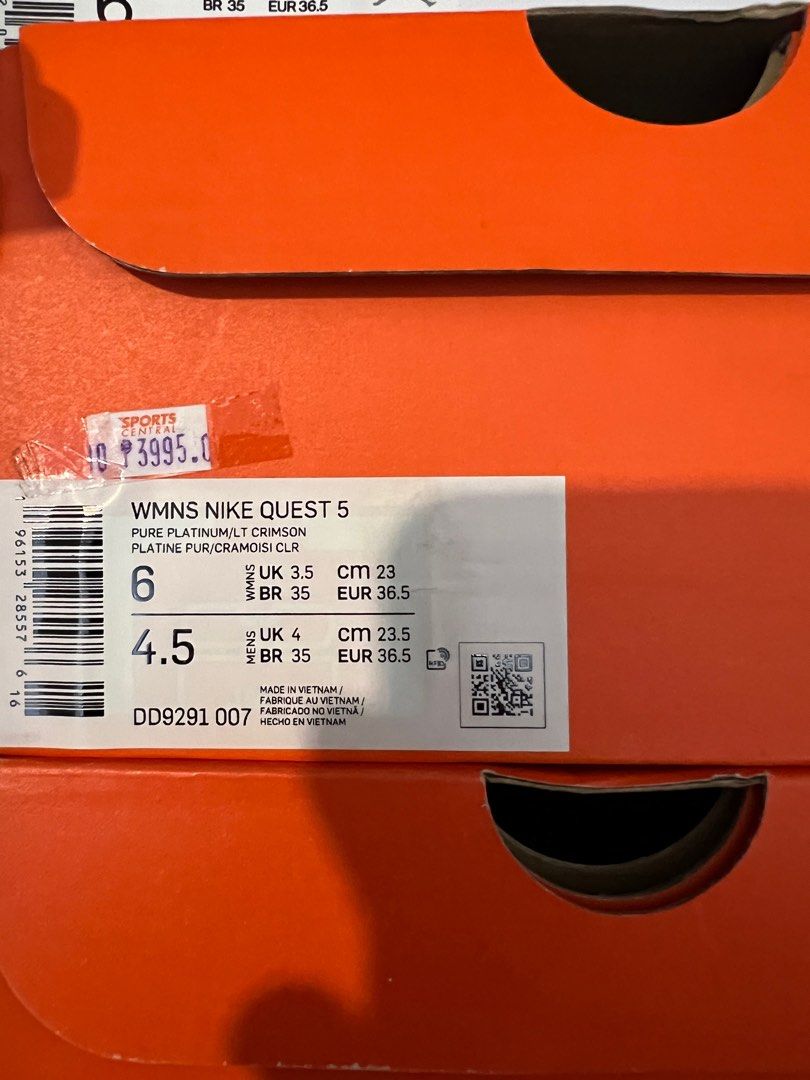 6 BR 35 EUR 36.5
SPORTS
CENTRAL
₱3995.0
WMNS NIKE QUEST 5
PURE PLATINUM/LT CRIMSON
PLATINE PUR/CRAMOISI CLR
6 WMNS UK 3.5 cm 23
BR 35 EUR 36.5
4.5 MENS UK 4 cm 23.5
BR 35 EUR 36.5
DD9291 007
MADE IN VIETNAM /
FABRIQUE AU VIETNAM /
FABRICADO NO VIETNÃ /
HECHO EN VIETNAM
1 96153 28557 6 16